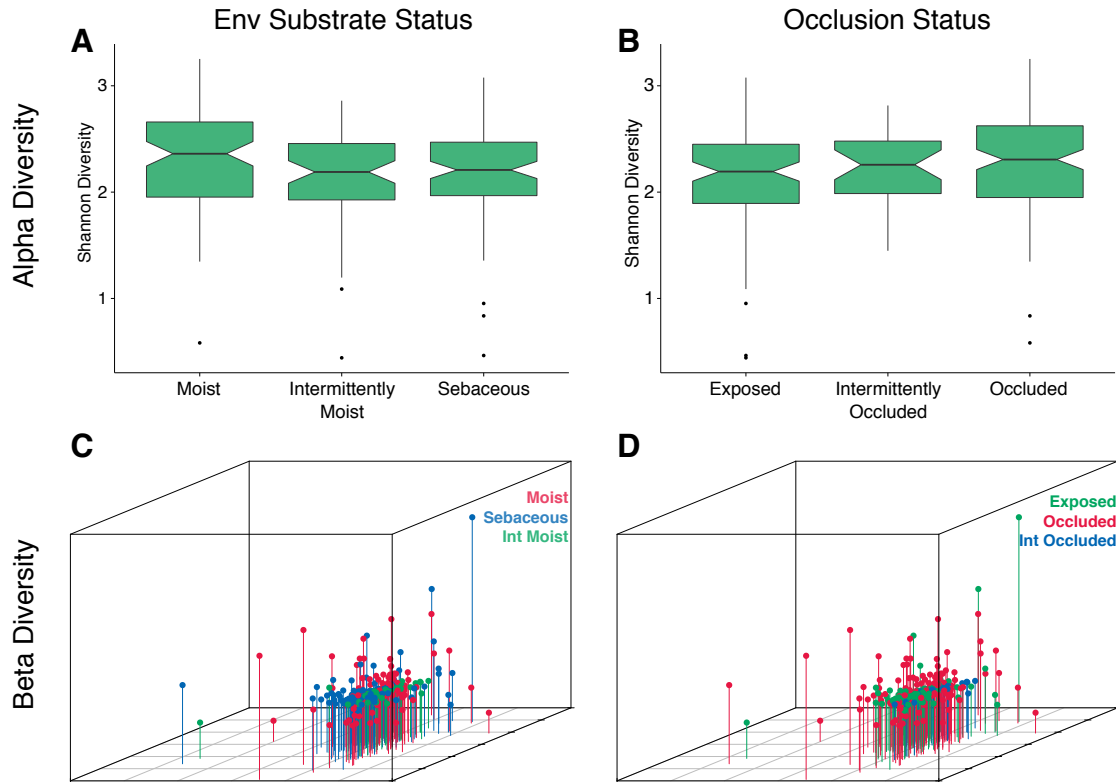 Env Substrate Status
Occlusion Status
A
B
Alpha Diversity
Shannon Diversity
3
2
1
Moist
Intermittently
Moist
Sebaceous
Shannon Diversity
3
2
1
Exposed
Intermittently
Occluded
Occluded
C
D
Beta Diversity
Moist
Sebaceous
Int Moist
Exposed
Occluded
Int Occluded